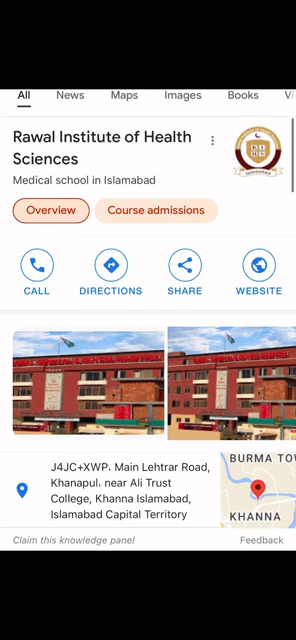 All News Maps Images Books Vi
Rawal Institute of Health
Sciences
Medical school in Islamabad
Overview Course admissions
CALL DIRECTIONS SHARE WEBSITE
J4JC+XWP، Main Lehtrar Road,
Khanapul، near Ali Trust
College, Khanna Islamabad,
Islamabad Capital Territory
BURMA TOW
KHANNA
Claim this knowledge panel Feedback